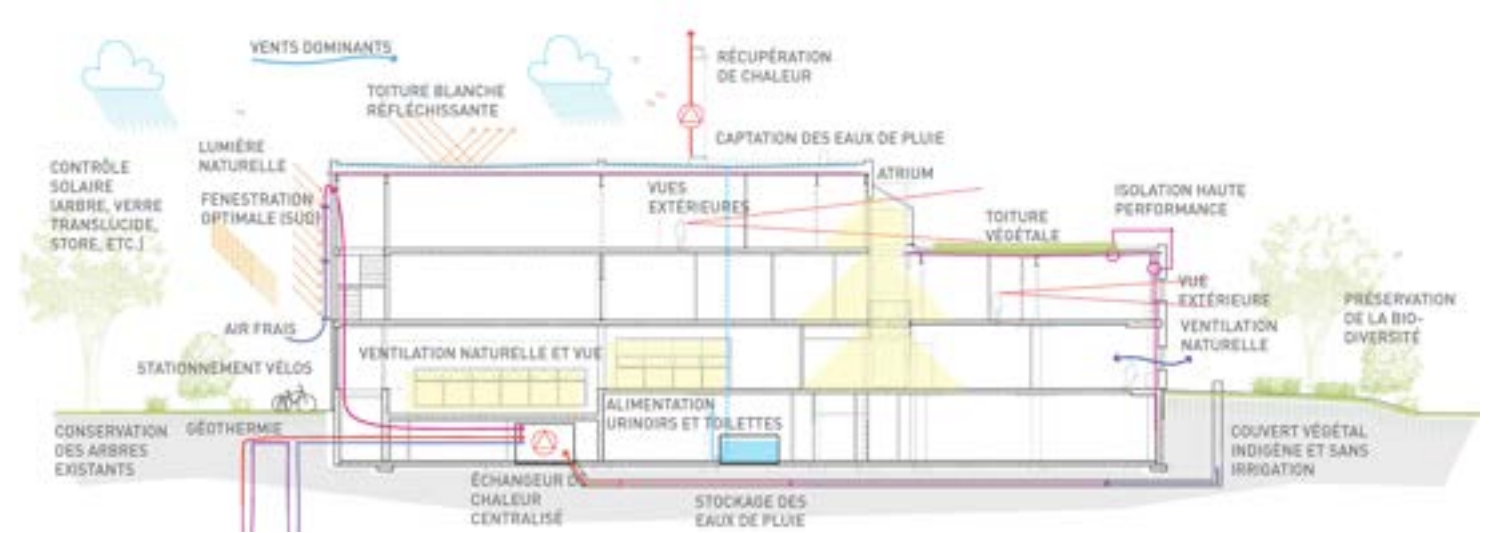 VENTS DOMINANTS
RÉCUPÉRATION
DE CHALEUR
TOITURE BLANCHE
RÉFLÉCHISSANTE
CAPTATION DES EAUX DE PLUIE
LUMIÈRE
NATURELLE
CONTRÔLE
SOLAIRE
(ARBRE, VERRE
TRANSLUCIDE,
STORE, ETC.)
FENESTRATION
OPTIMALE (SUD)
VUES
EXTÉRIEURES
ATRIUM
TOITURE
VÉGÉTALE
ISOLATION HAUTE
PERFORMANCE
VUE
EXTÉRIEURE
PRÉSERVATION
DE LA BIO-
DIVERSITÉ
AIR FRAIS
VENTILATION
NATURELLE
VENTILATION NATURELLE ET VUE
STATIONNEMENT VÉLOS
ALIMENTATION
URINOIRS ET TOILETTES
CONSERVATION
DES ARBRES
EXISTANTS
GÉOTHERMIE
COUVERT VÉGÉTAL
INDIGÈNE ET SANS
IRRIGATION
ÉCHANGEUR DE
CHALEUR
CENTRALISÉ
STOCKAGE DES
EAUX DE PLUIE